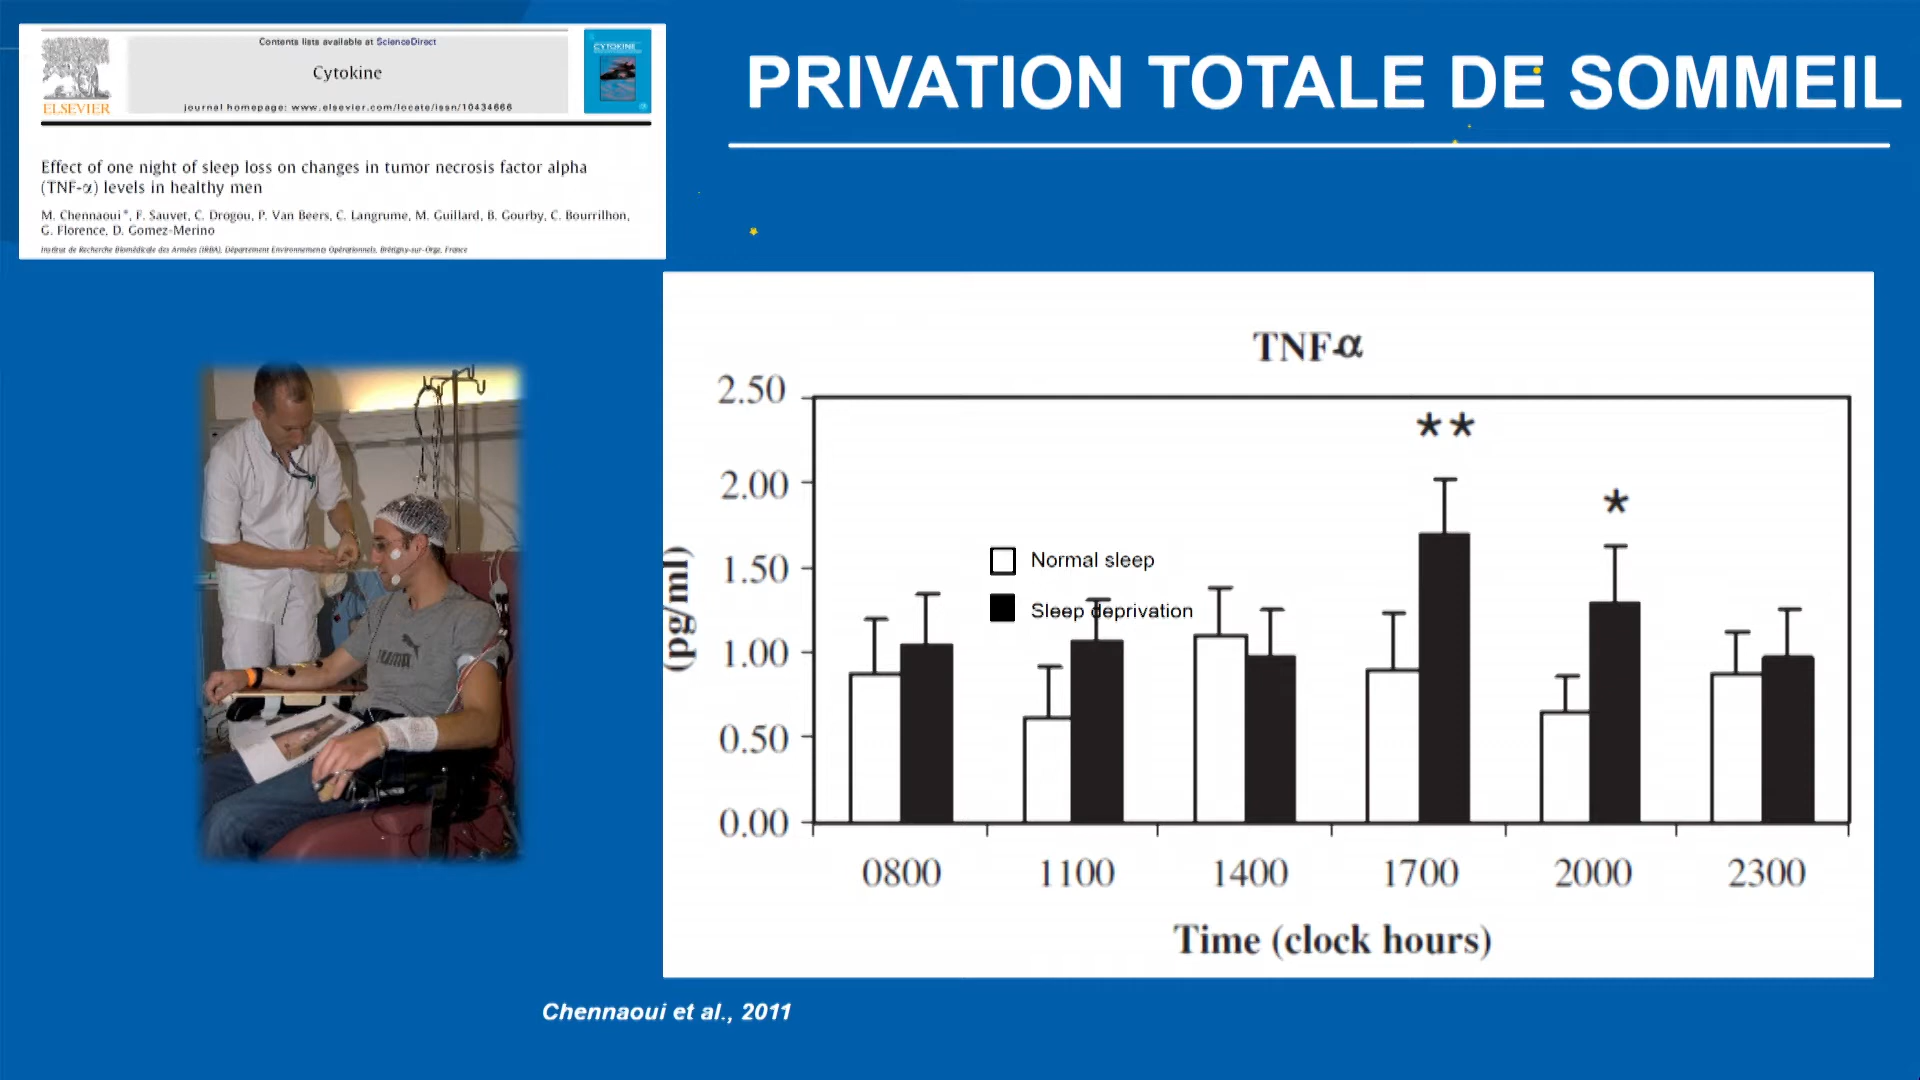 Contents lists available at ScienceDirect
Cytokine
journal homepage: www.elsevier.com/locate/issn/10434666
ELSEVIER
CYTOKINE
Effect of one night of sleep loss on changes in tumor necrosis factor alpha
(TNF-α) levels in healthy men
M. Chennaoui *, F. Sauvet, C. Drogou, P. Van Beers, C. Langrume, M. Guillard, B. Gourby, C. Bourrilhon,
G. Florence, D. Gomez-Merino
Institut de Recherche Biomédicale des Armées (IRBA), Département Environnements Opérationnels, Brétigny-sur-Orge, France
PRIVATION TOTALE DE SOMMEIL
TNF-α
2.50
2.00
1.50
1.00
0.50
0.00
(pg/ml)
** 
*
Normal sleep
Sleep deprivation
0800 1100 1400 1700 2000 2300
Time (clock hours)
PUMA
Chennaoui et al., 2011